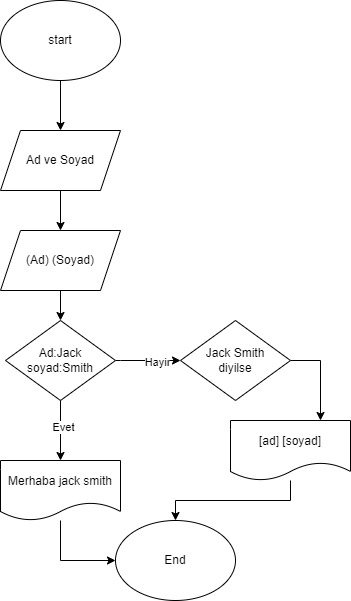 start
Ad ve Soyad
(Ad) (Soyad)
Ad:Jack
soyad:Smith
Hayir
Jack Smith
diyilse
Evet
[ad] [soyad]
Merhaba jack smith
End